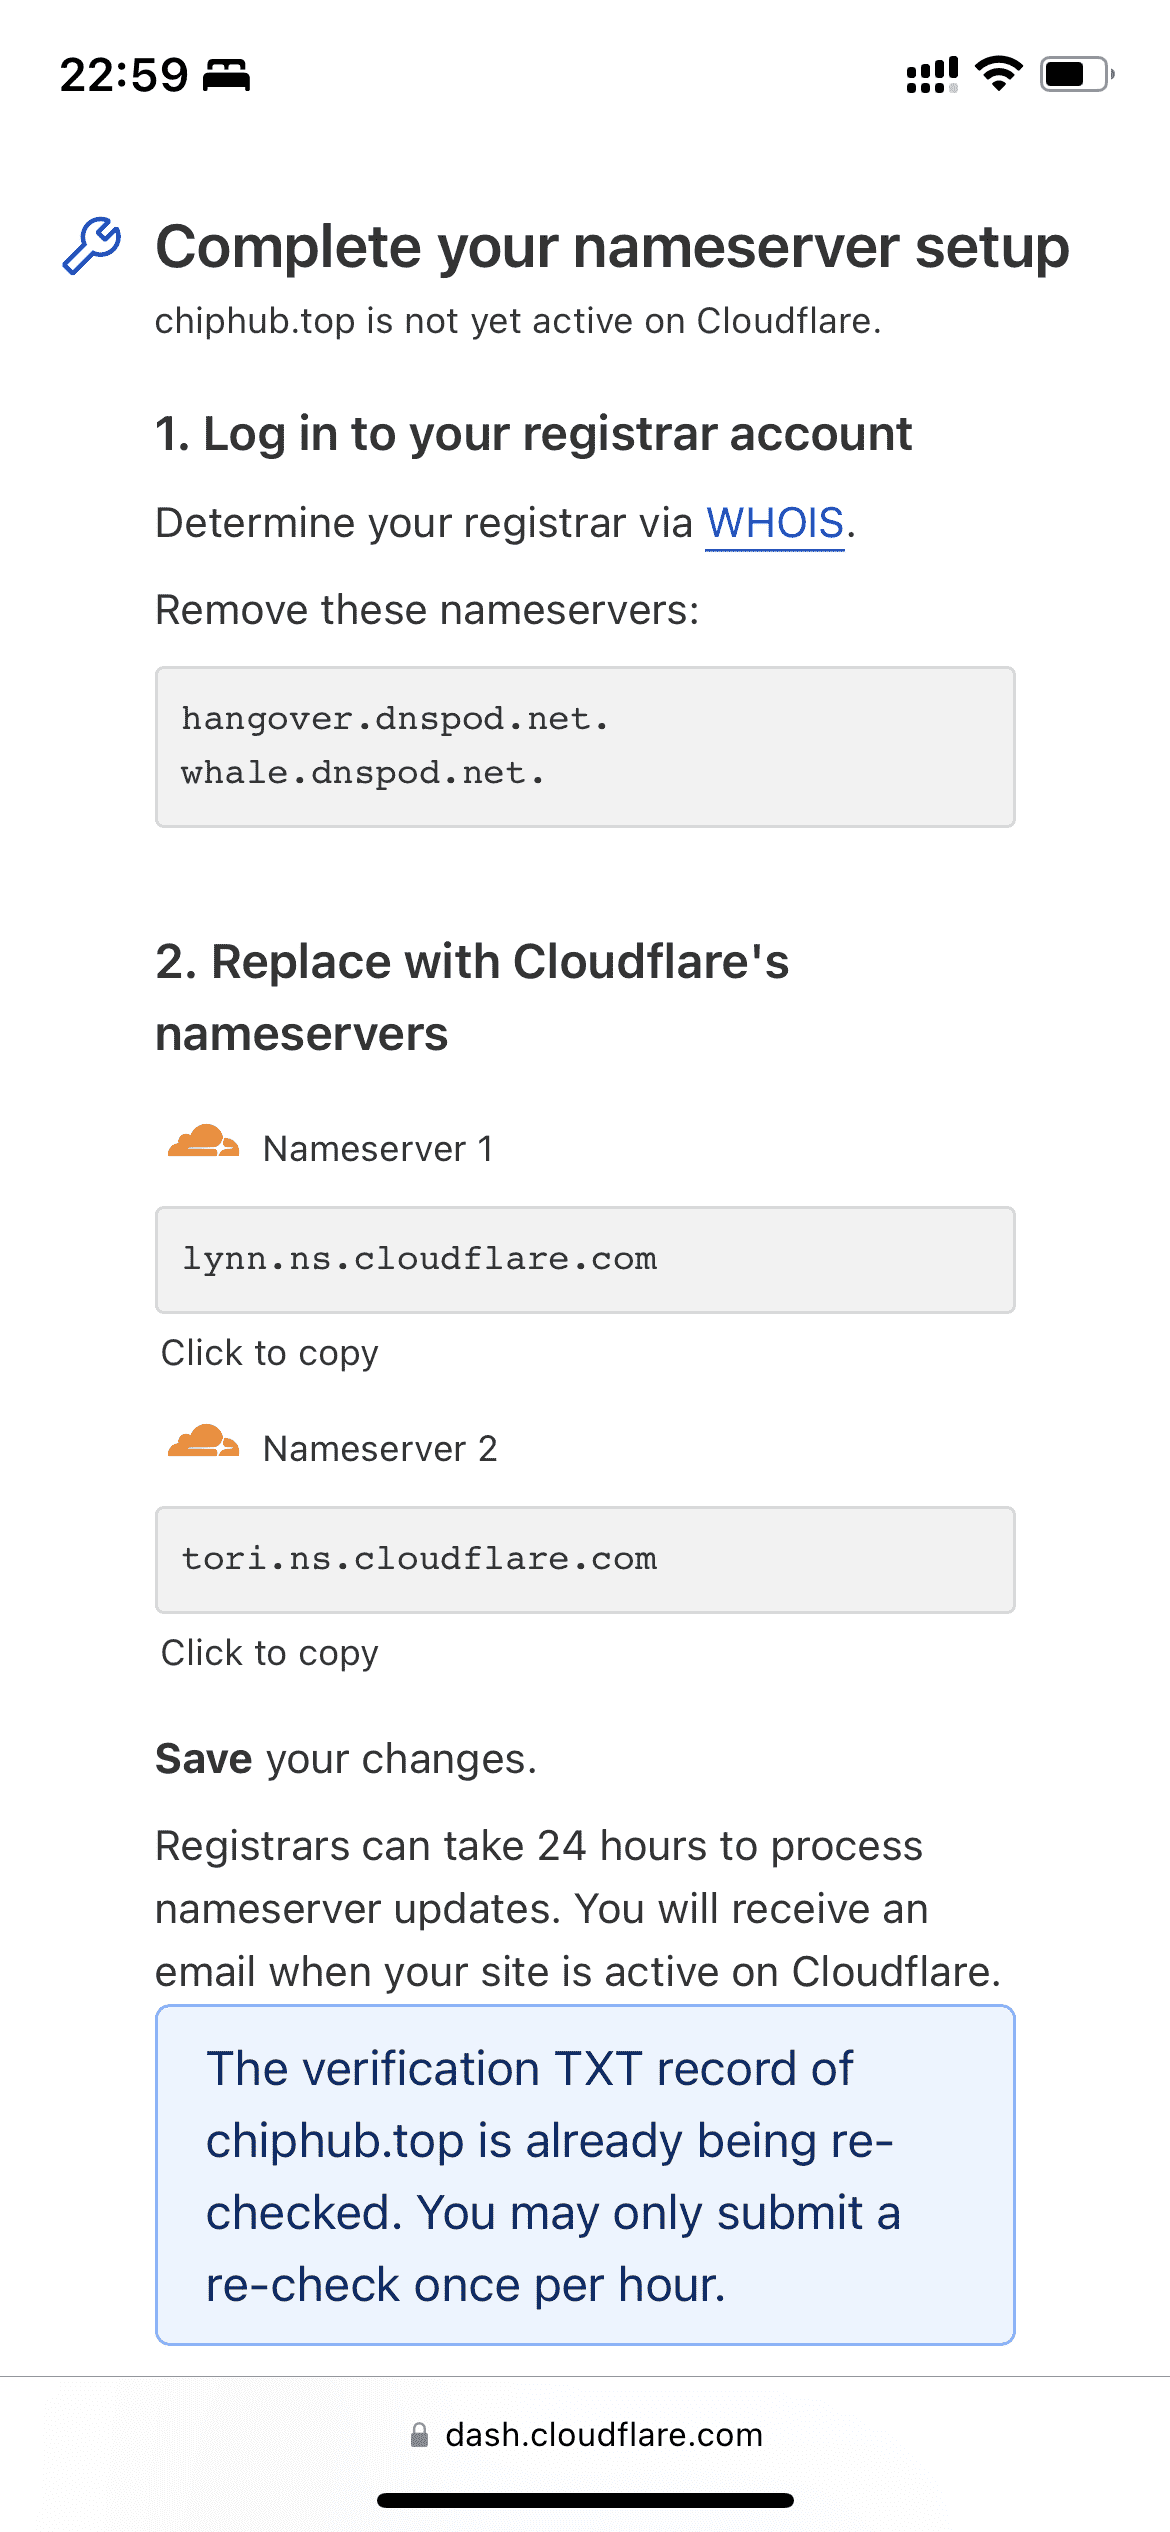 22:59
Complete your nameserver setup
chiphub.top is not yet active on Cloudflare.
1. Log in to your registrar account
Determine your registrar via WHOIS.
Remove these nameservers:
hangover.dnspod.net.
whale.dnspod.net.
2. Replace with Cloudflare's
nameservers
Nameserver 1
lynn.ns.cloudflare.com
Click to copy
Nameserver 2
tori.ns.cloudflare.com
Click to copy
Save your changes.
Registrars can take 24 hours to process
nameserver updates. You will receive an
email when your site is active on Cloudflare.
The verification TXT record of
chiphub.top is already being re-
checked. You may only submit a
re-check once per hour.
dash.cloudflare.com